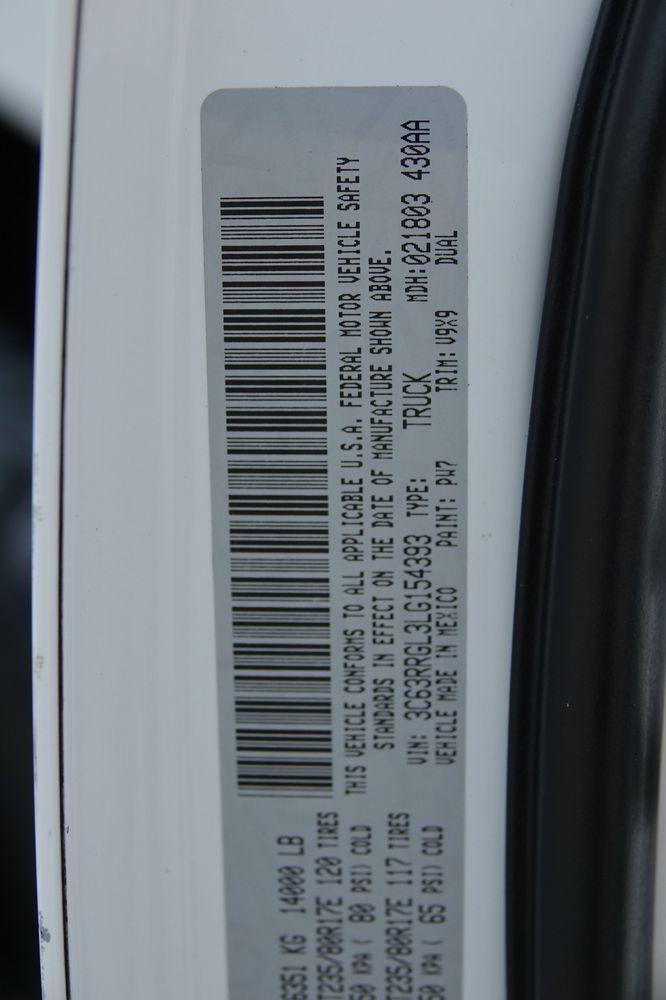 6351 KG 14000 LB
T235/80R17E 120 TIRES
50 KPA ( 80 PSI) COLD
T235/80R17E 117 TIRES
50 KPA ( 65 PSI) COLD
THIS VEHICLE CONFORMS TO ALL APPLICABLE U.S.A. FEDERAL MOTOR VEHICLE SAFETY
STANDARDS IN EFFECT ON THE DATE OF MANUFACTURE SHOWN ABOVE.
VIN: 3C63RRGL3LG154393 TYPE: TRUCK MDH:021803 430AA
VEHICLE MADE IN MEXICO PAINT: PW7 TRIM: V9X9 DUAL